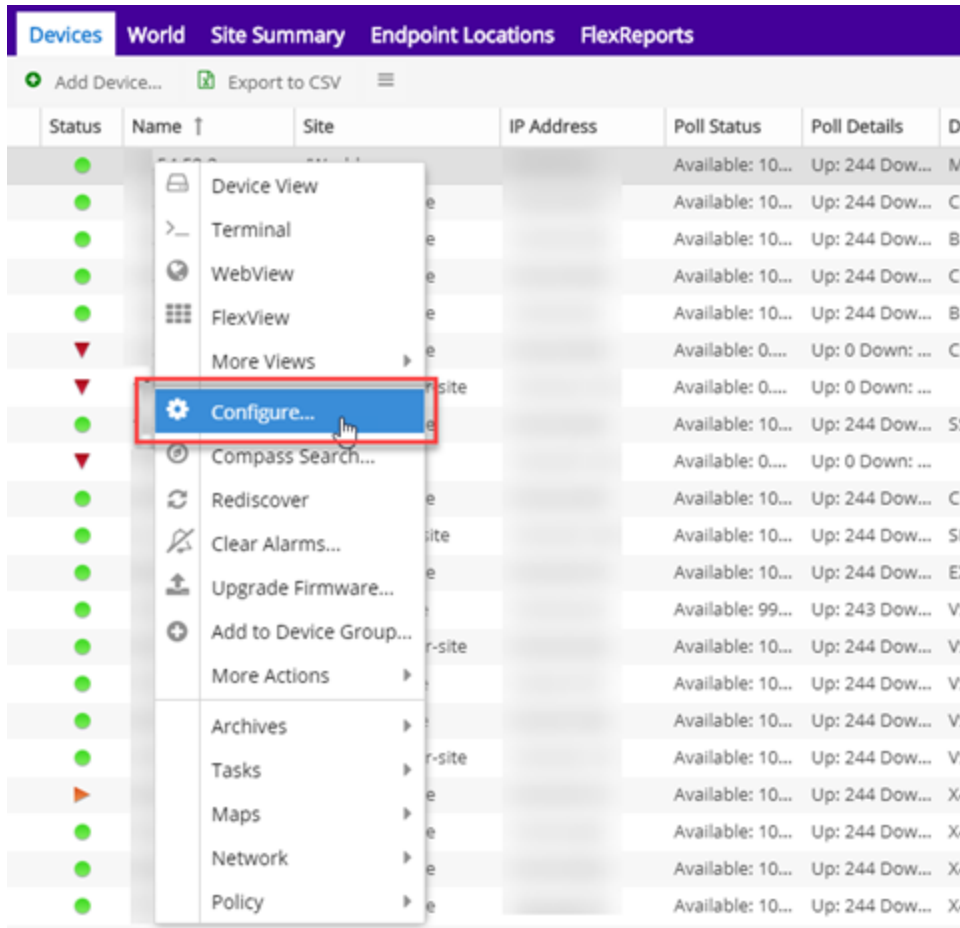 Devices World Site Summary Endpoint Locations FlexReports
Add Device... Export to CSV
Status Name ↑ Site IP Address Poll Status Poll Details D
Available: 10... Up: 244 Dow... M
Device View
e Available: 10... Up: 244 Dow... C
Terminal
e Available: 10... Up: 244 Dow... B
WebView
e Available: 10... Up: 244 Dow... C
FlexView
e Available: 10... Up: 244 Dow... B
More Views
e Available: 0.... Up: 0 Down: ... C
r-site Available: 0.... Up: 0 Down: ...
Configure...
e Available: 10... Up: 244 Dow... S
Compass Search...
Available: 0.... Up: 0 Down: ...
Rediscover
e Available: 10... Up: 244 Dow... C
Clear Alarms...
site Available: 10... Up: 244 Dow... S
Upgrade Firmware...
e Available: 10... Up: 244 Dow... E
Available: 99... Up: 243 Dow... V
Add to Device Group...
r-site Available: 10... Up: 244 Dow... V
More Actions
Available: 10... Up: 244 Dow... V
Archives
Available: 10... Up: 244 Dow... V
r-site Available: 10... Up: 244 Dow... V
Tasks
e Available: 10... Up: 244 Dow... X
Maps
e Available: 10... Up: 244 Dow... X
Network
e Available: 10... Up: 244 Dow... X
Policy
e Available: 10... Up: 244 Dow... X